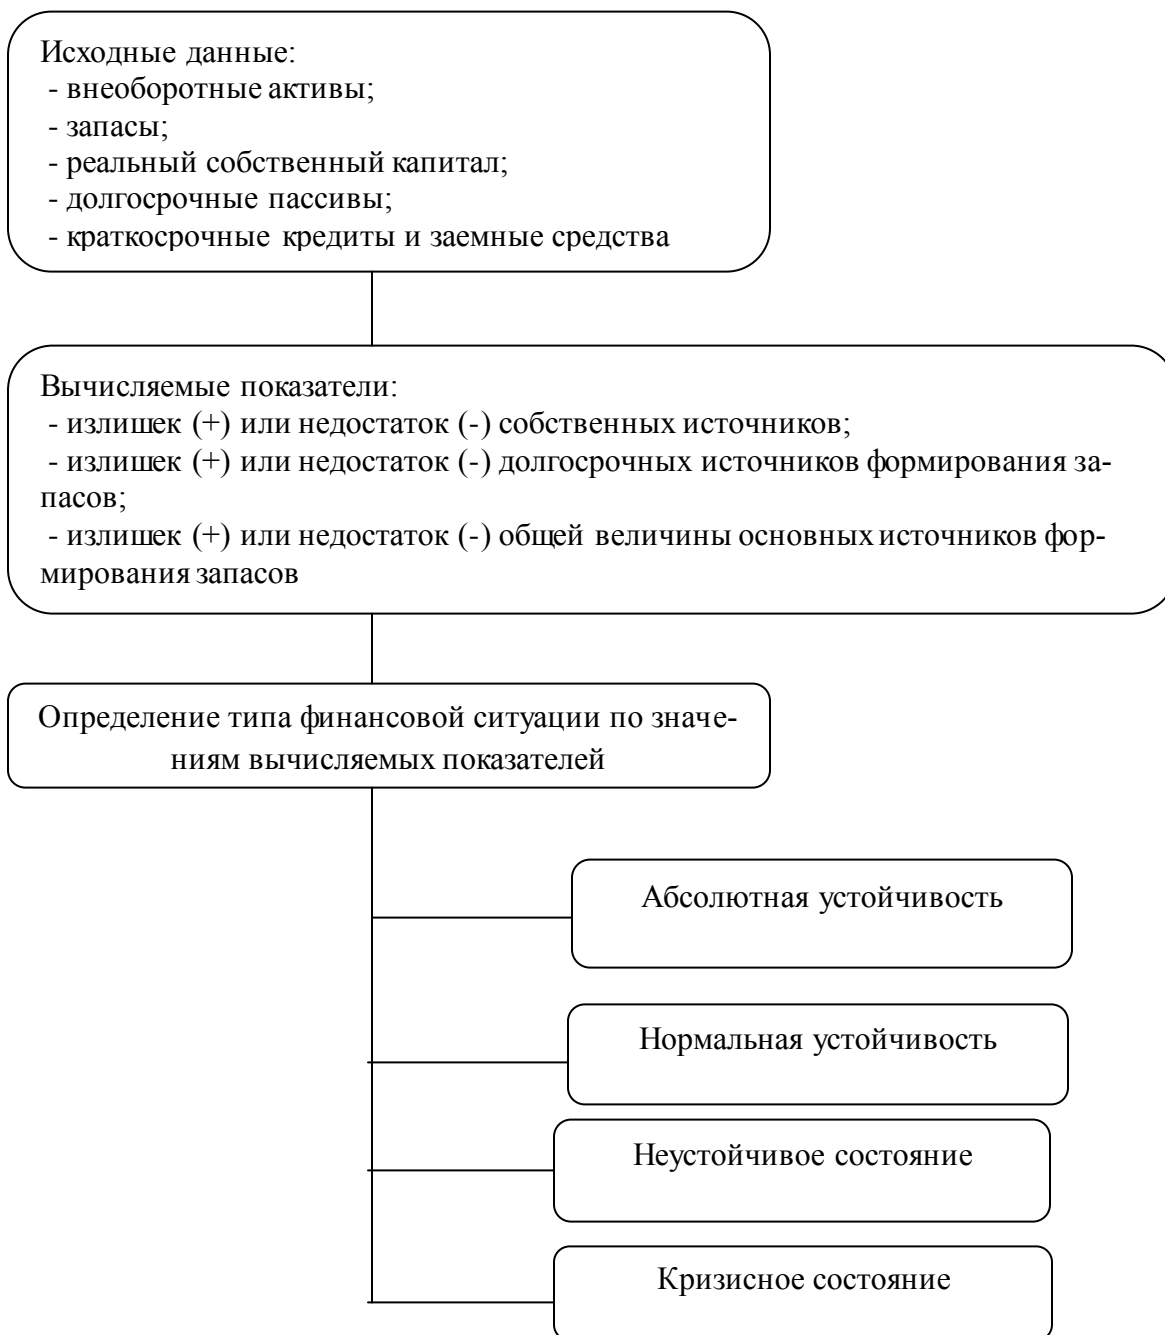 Исходные данные:
- внеоборотные активы;
- запасы;
- реальный собственный капитал;
- долгосрочные пассивы;
- краткосрочные кредиты и заемные средства
Вычисляемые показатели:
- излишек (+) или недостаток (-) собственных источников;
- излишек (+) или недостаток (-) долгосрочных источников формирования за-
пасов;
- излишек (+) или недостаток (-) общей величины основных источников фор-
мирования запасов
Определение типа финансовой ситуации по значе-
ниям вычисляемых показателей
Абсолютная устойчивость
Нормальная устойчивость
Неустойчивое состояние
Кризисное состояние